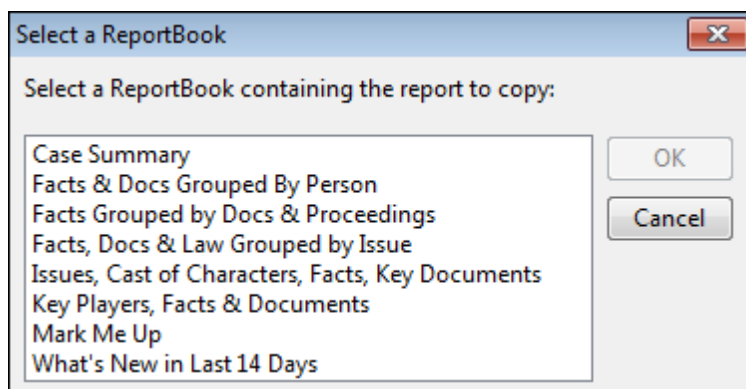 Select a ReportBook
Select a ReportBook containing the report to copy:
Case Summary
Facts & Docs Grouped By Person
Facts Grouped by Docs & Proceedings
Facts, Docs & Law Grouped by Issue
Issues, Cast of Characters, Facts, Key Documents
Key Players, Facts & Documents
Mark Me Up
What's New in Last 14 Days
OK
Cancel